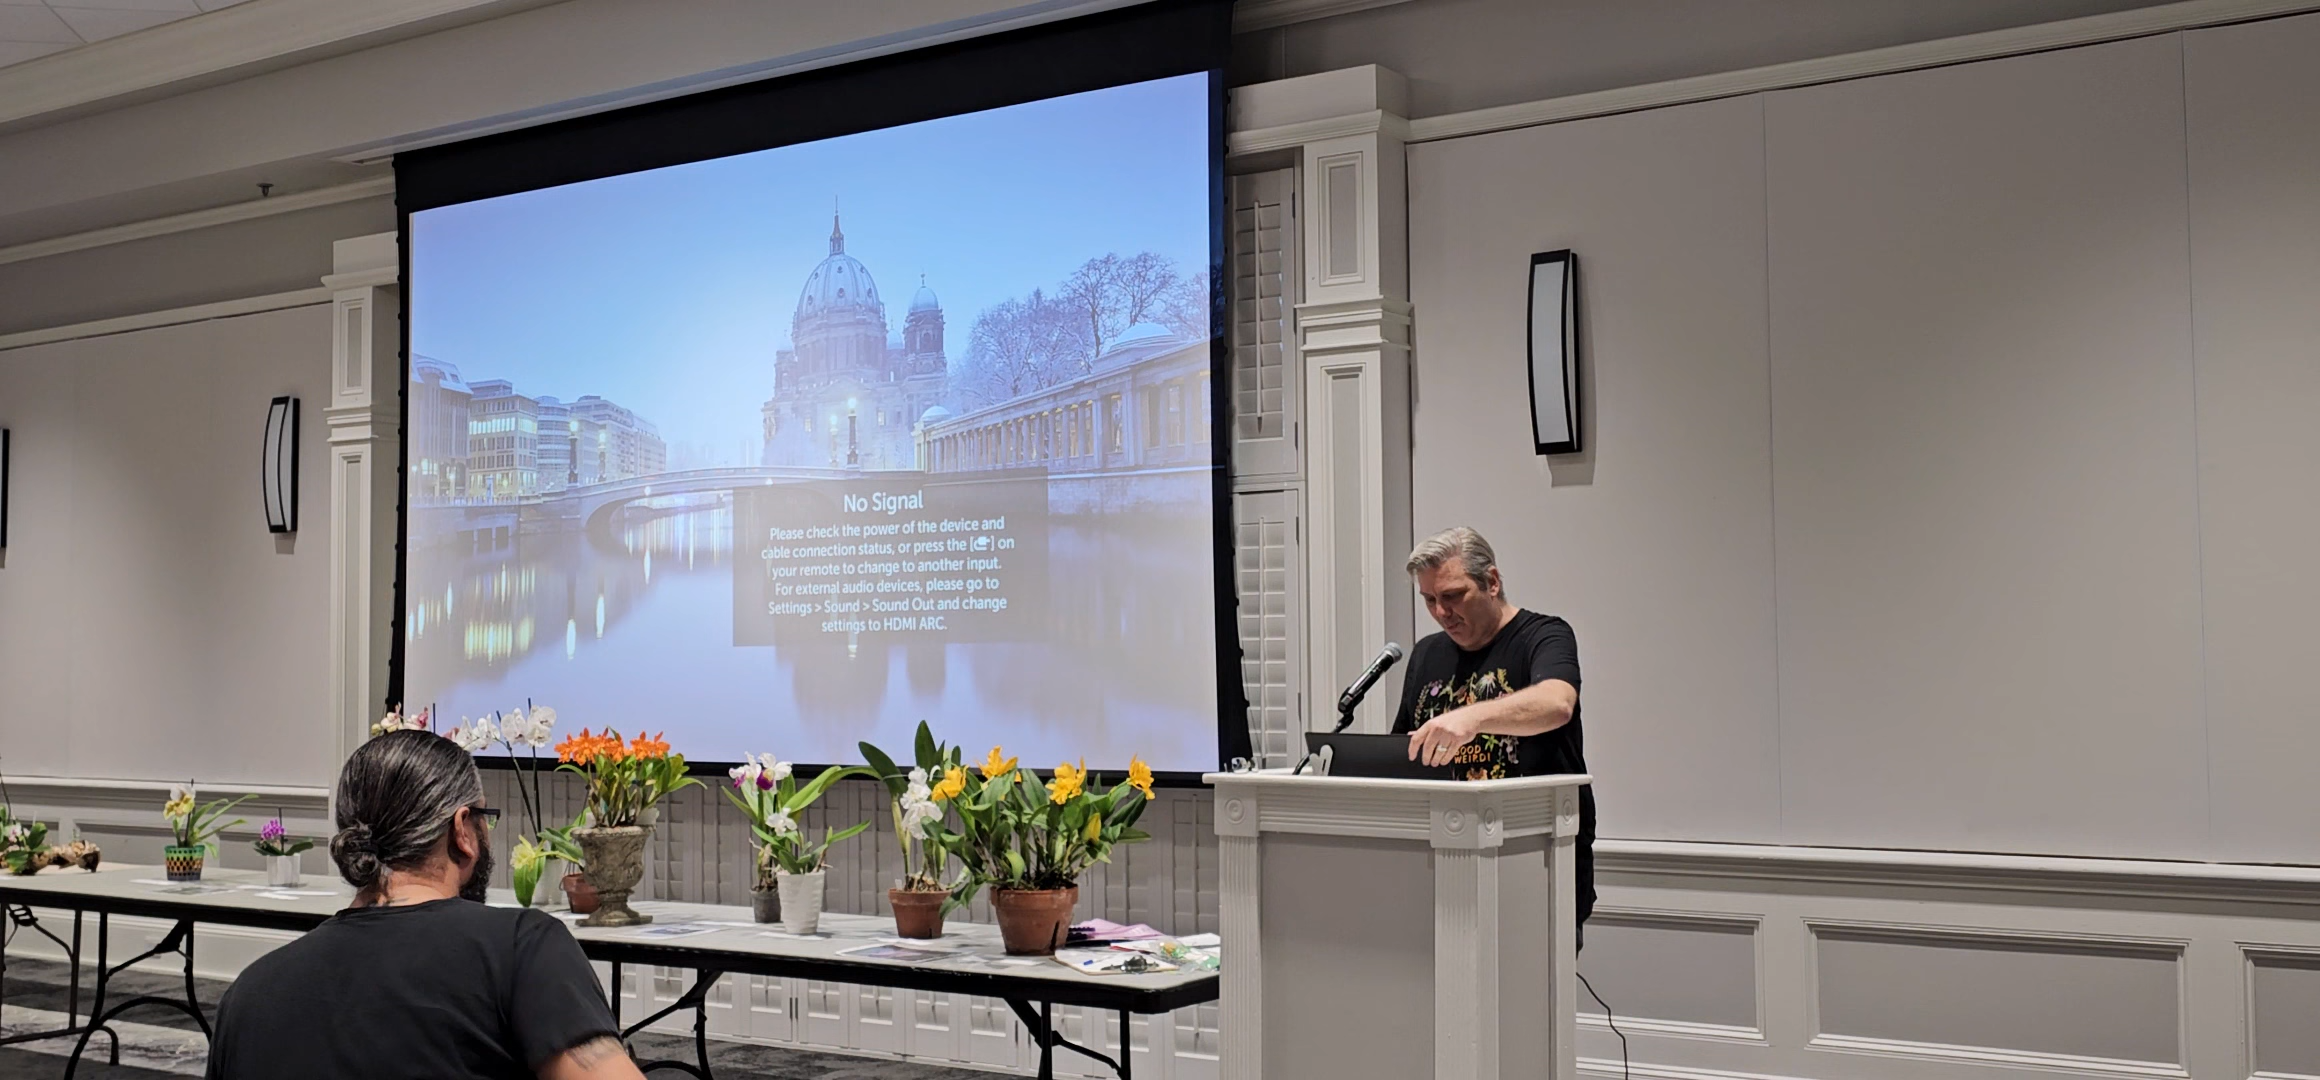 No Signal
Please check the power of the device and
cable connection status, or press the [ ] on
your remote to change to another input.
For external audio devices, please go to
Settings > Sound > Sound Out and change
settings to HDMI ARC.
GOOD
WEIRD!